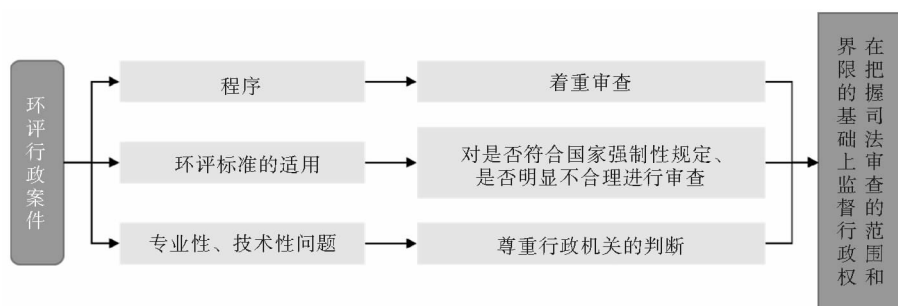 环评行政案件
程序
着重审查
环评标准的适用
对是否符合国家强制性规定、
是否明显不合理进行审查
专业性、技术性问题
尊重行政机关的判断
在把握司法审查的范围和
界限的基础上监督行政权